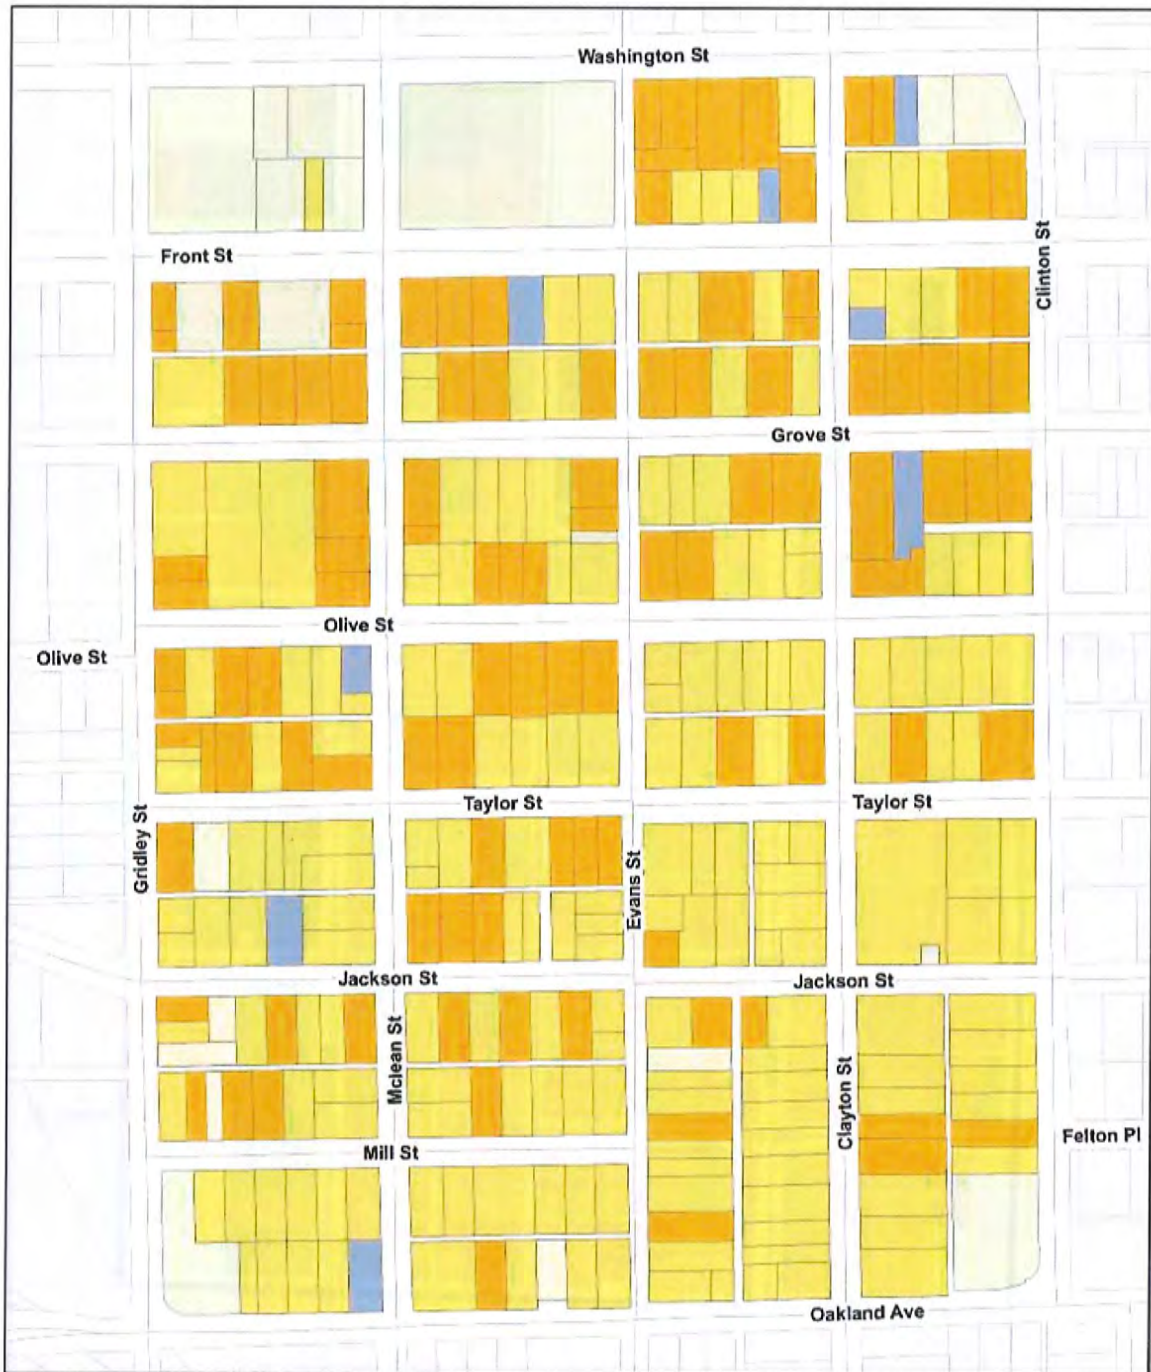 Washington St
Front St
Clinton St
Grove St
Olive St
Olive St
Gridley St
Taylor St
Taylor St
Evans St
Jackson St
Jackson St
Mclean St
Clayton St
Felton Pl
Mill St
Oakland Ave